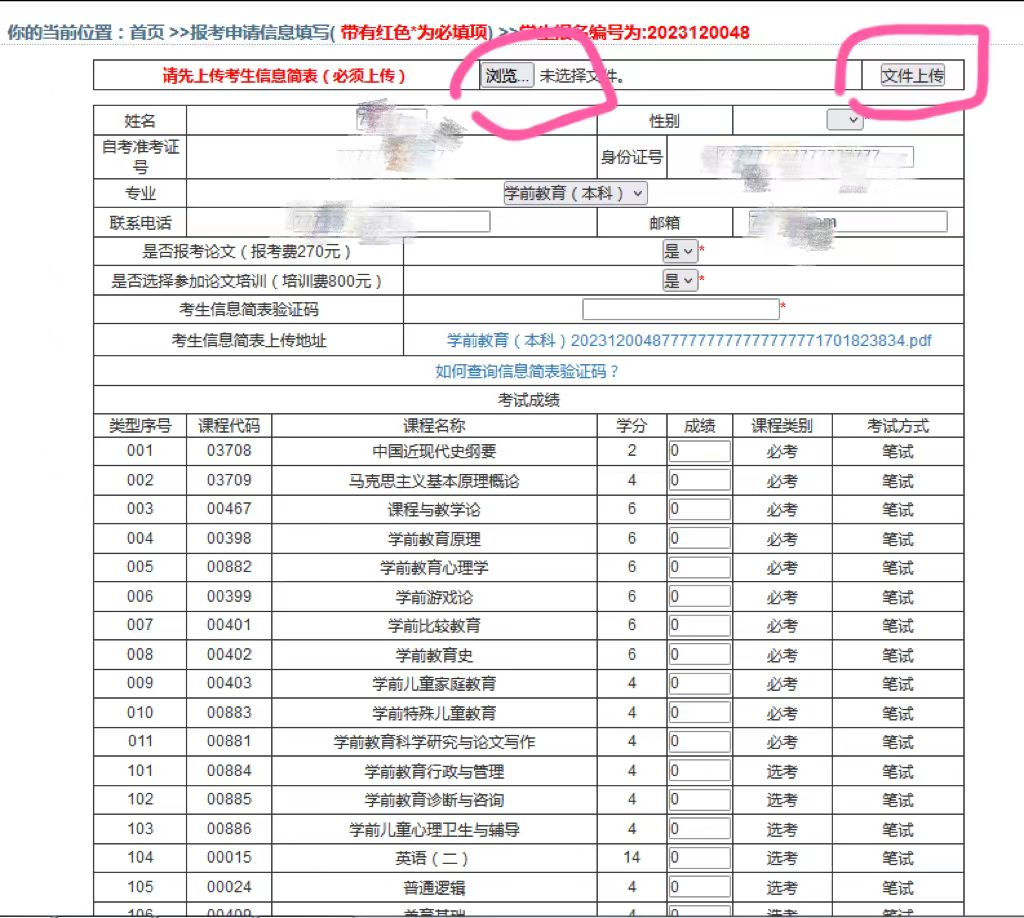 你的当前位置：首页 >>报考申请信息填写( 带有红色*为必填项) >>学生报名编号为:2023120048
请先上传考生信息简表（必须上传） 浏览... 未选择文件。 文件上传
姓名 性别
自考准考证号 身份证号
专业 学前教育（本科）
联系电话 邮箱
是否报考论文（报考费270元） 是 *
是否选择参加论文培训（培训费800元） 是 *
考生信息简表验证码 *
考生信息简表上传地址 学前教育（本科）20231200487777777777777777771701823834.pdf
如何查询信息简表验证码？
考试成绩
类型序号 课程代码 课程名称 学分 成绩 课程类别 考试方式
001 03708 中国近现代史纲要 2 0 必考 笔试
002 03709 马克思主义基本原理概论 4 0 必考 笔试
003 00467 课程与教学论 6 0 必考 笔试
004 00398 学前教育原理 6 0 必考 笔试
005 00882 学前教育心理学 6 0 必考 笔试
006 00399 学前游戏论 6 0 必考 笔试
007 00401 学前比较教育 6 0 必考 笔试
008 00402 学前教育史 6 0 必考 笔试
009 00403 学前儿童家庭教育 4 0 必考 笔试
010 00883 学前特殊儿童教育 4 0 必考 笔试
011 00881 学前教育科学研究与论文写作 4 0 必考 笔试
101 00884 学前教育行政与管理 4 0 选考 笔试
102 00885 学前教育诊断与咨询 4 0 选考 笔试
103 00886 学前儿童心理卫生与辅导 4 0 选考 笔试
104 00015 英语（二） 14 0 选考 笔试
105 00024 普通逻辑 4 0 选考 笔试
106 00409 美育基础 4 0 选考 笔试